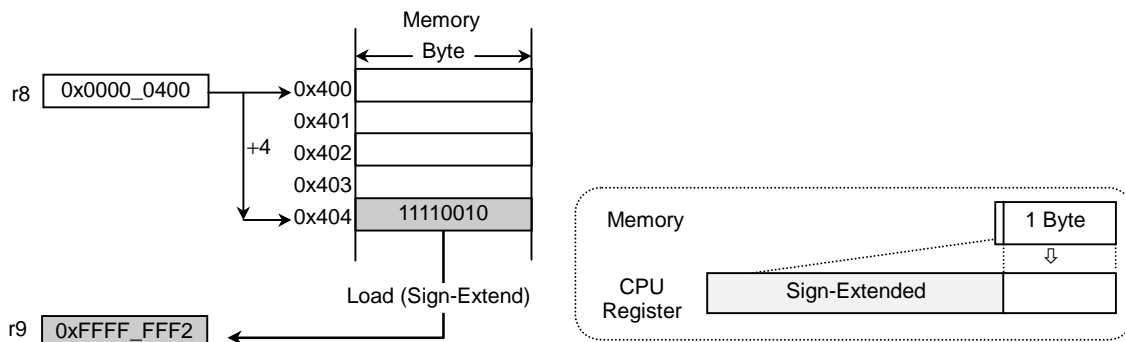 Memory
Byte
r8 0x0000_0400
0x400
0x401
+4
0x402
0x403
0x404 11110010
Load (Sign-Extend)
r9 0xFFFF_FFF2
Memory 1 Byte
CPU Register Sign-Extended